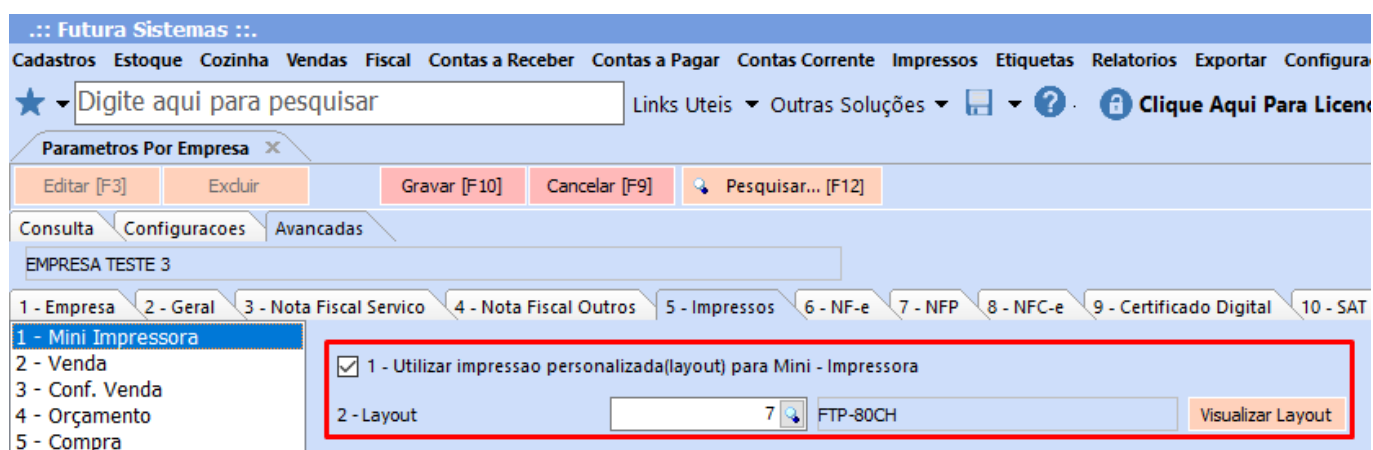 .:: Futura Sistemas ::.
Cadastros Estoque Cozinha Vendas Fiscal Contas a Receber Contas a Pagar Contas Corrente Impressos Etiquetas Relatorios Exportar Configura
Digite aqui para pesquisar Links Uteis Outras Soluções Clique Aqui Para Licen
Parametros Por Empresa
Editar [F3] Excluir Gravar [F10] Cancelar [F9] Pesquisar... [F12]
Consulta Configuracoes Avancadas
EMPRESA TESTE 3
1 - Empresa 2 - Geral 3 - Nota Fiscal Servico 4 - Nota Fiscal Outros 5 - Impressos 6 - NF-e 7 - NFP 8 - NFC-e 9 - Certificado Digital 10 - SAT
1 - Mini Impressora
1 - Utilizar impressao personalizada(layout) para Mini - Impressora
2 - Venda
3 - Conf. Venda
4 - Orçamento
2 - Layout 7 FTP-80CH Visualizar Layout
5 - Compra